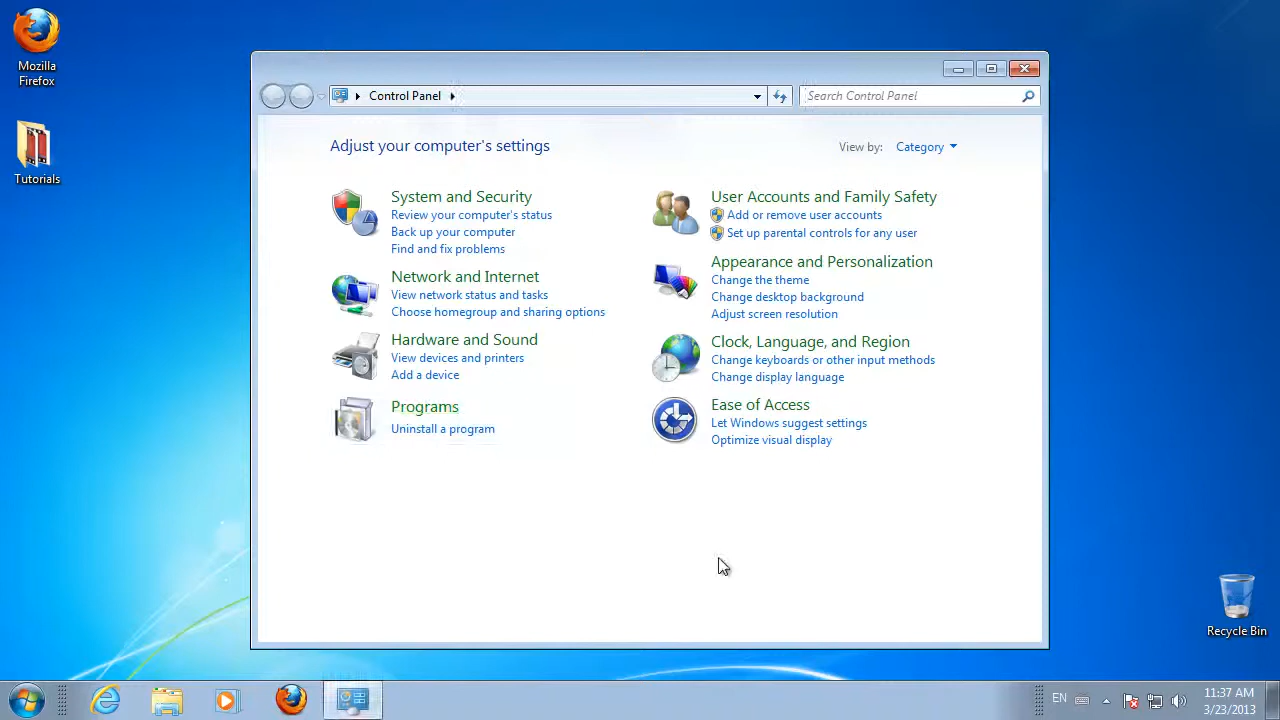 Mozilla
Firefox
Tutorials
Control Panel
Search Control Panel
Adjust your computer's settings
View by: Category
System and Security
Review your computer's status
Back up your computer
Find and fix problems
Network and Internet
View network status and tasks
Choose homegroup and sharing options
Hardware and Sound
View devices and printers
Add a device
Programs
Uninstall a program
User Accounts and Family Safety
Add or remove user accounts
Set up parental controls for any user
Appearance and Personalization
Change the theme
Change desktop background
Adjust screen resolution
Clock, Language, and Region
Change keyboards or other input methods
Change display language
Ease of Access
Let Windows suggest settings
Optimize visual display
Recycle Bin
EN
11:37 AM
3/23/2013